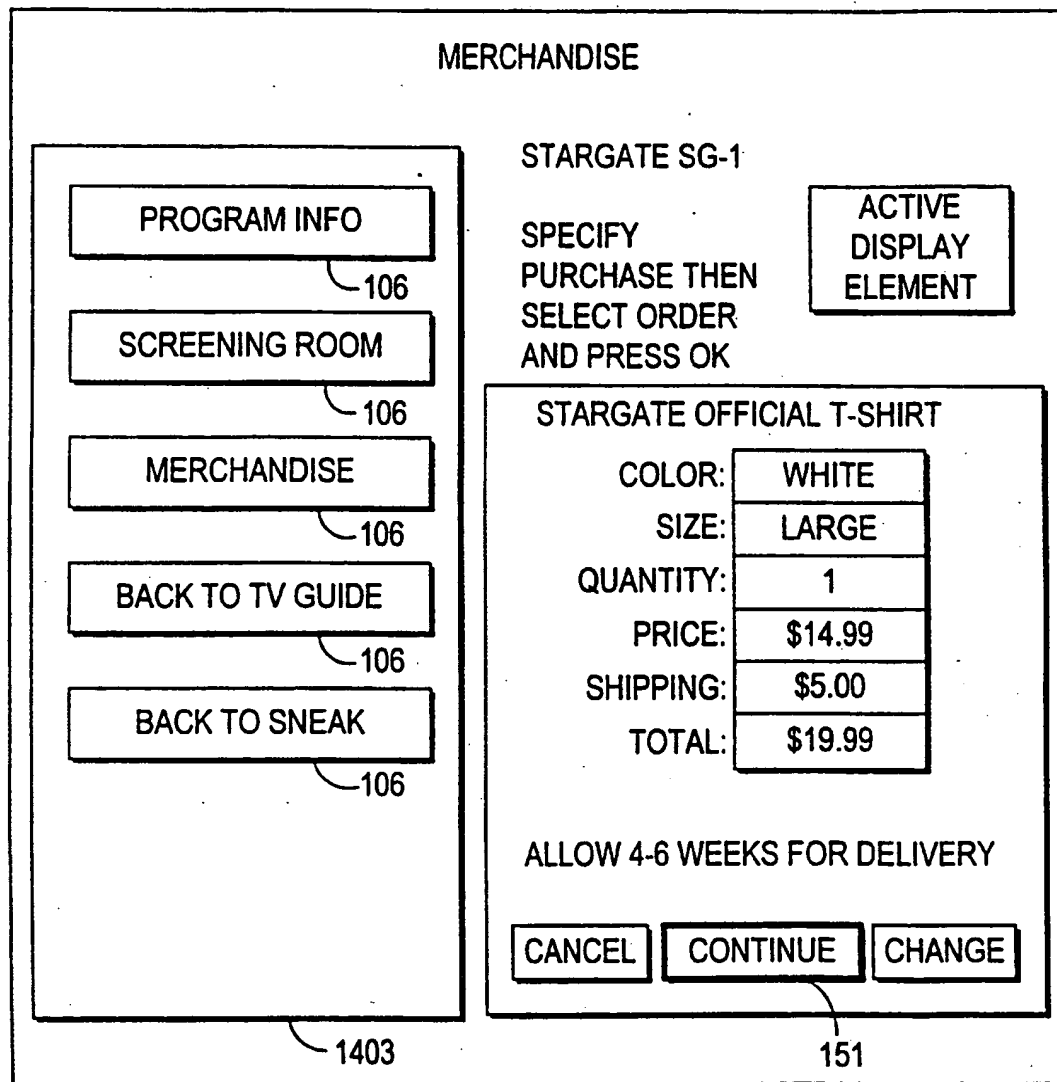 MERCHANDISE
PROGRAM INFO
106
SCREENING ROOM
106
MERCHANDISE
106
BACK TO TV GUIDE
106
BACK TO SNEAK
106
1403
STARGATE SG-1
SPECIFY
PURCHASE THEN
SELECT ORDER
AND PRESS OK
ACTIVE
DISPLAY
ELEMENT
STARGATE OFFICIAL T-SHIRT
COLOR: WHITE
SIZE: LARGE
QUANTITY: 1
PRICE: $14.99
SHIPPING: $5.00
TOTAL: $19.99
ALLOW 4-6 WEEKS FOR DELIVERY
CANCEL CONTINUE CHANGE
151